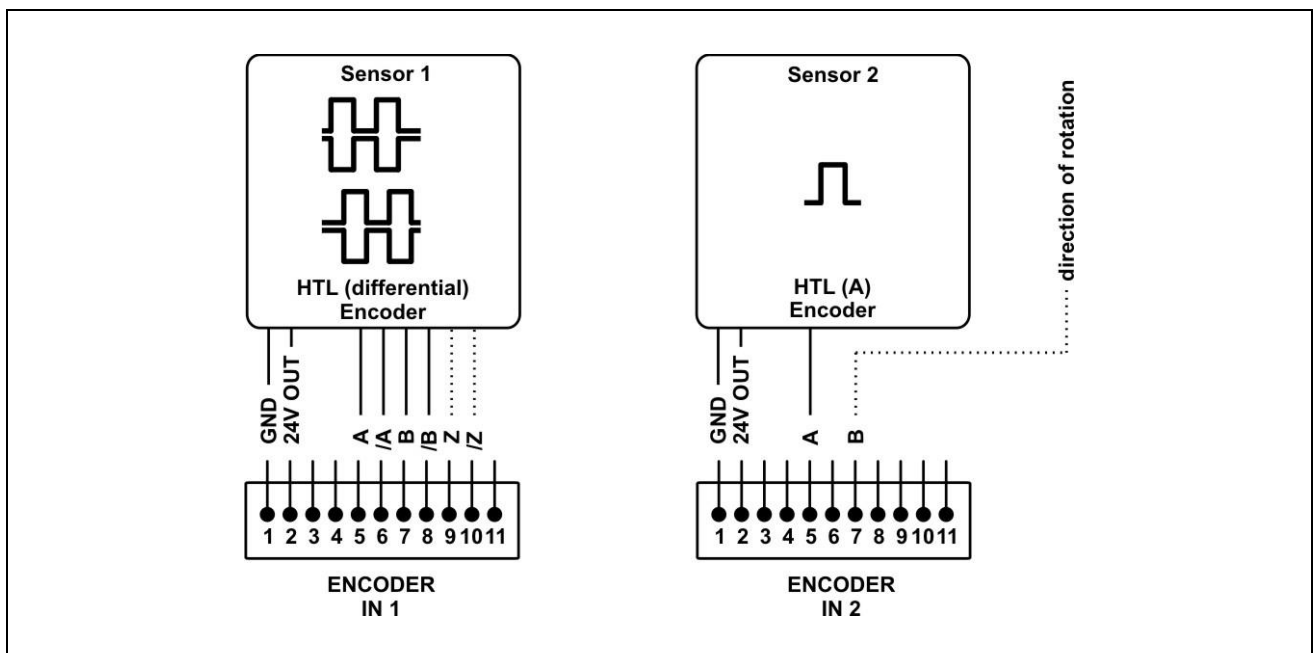 Sensor 1
HTL (differential)
Encoder
GND
24V OUT
A
/A
B
/B
Z
/Z
1 2 3 4 5 6 7 8 9 10 11
ENCODER
IN 1
Sensor 2
HTL (A)
Encoder
direction of rotation
GND
24V OUT
A
B
1 2 3 4 5 6 7 8 9 10 11
ENCODER
IN 2